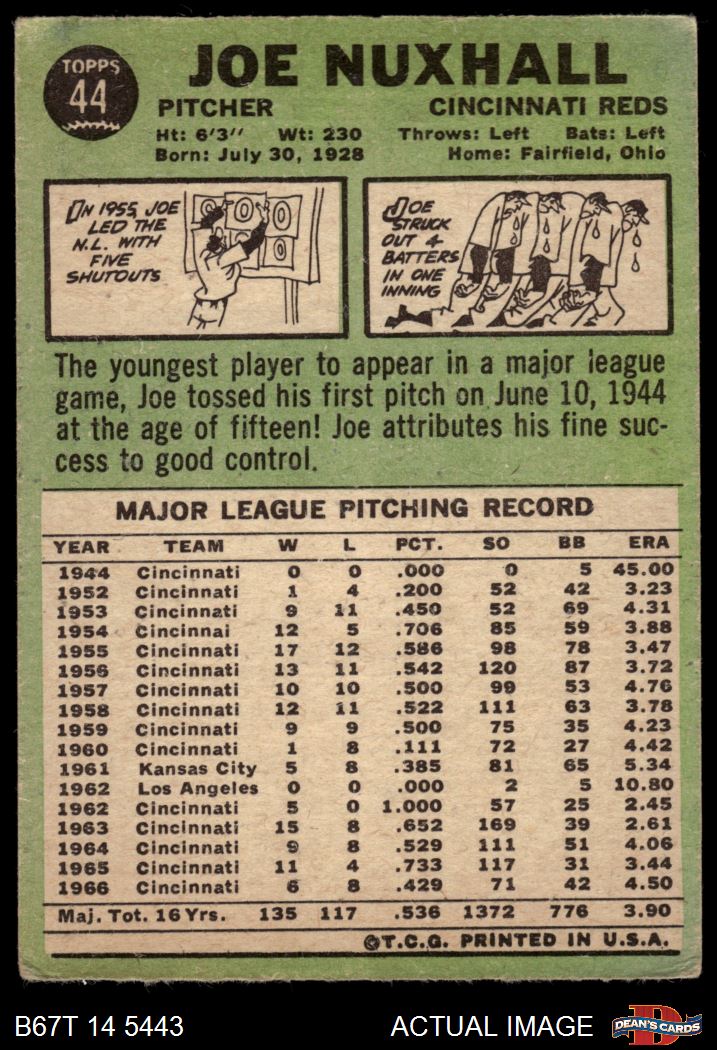 TOPPS
44
JOE NUXHALL
PITCHER CINCINNATI REDS
Ht: 6'3" Wt: 230 Throws: Left Bats: Left
Born: July 30, 1928 Home: Fairfield, Ohio
IN 1955, JOE
LED THE
N.L. WITH
FIVE
SHUTOUTS
0 0
0
JOE
STRUCK
OUT 4
BATTERS
IN ONE
INNING
The youngest player to appear in a major league
game, Joe tossed his first pitch on June 10, 1944
at the age of fifteen! Joe attributes his fine suc-
cess to good control.
MAJOR LEAGUE PITCHING RECORD
YEAR TEAM W L PCT. SO BB ERA
1944 Cincinnati 0 0 .000 0 5 45.00
1952 Cincinnati 1 4 .200 52 42 3.23
1953 Cincinnati 9 11 .450 52 69 4.31
1954 Cincinnai 12 5 .706 85 59 3.88
1955 Cincinnati 17 12 .586 98 78 3.47
1956 Cincinnati 13 11 .542 120 87 3.72
1957 Cincinnati 10 10 .500 99 53 4.76
1958 Cincinnati 12 11 .522 111 63 3.78
1959 Cincinnati 9 9 .500 75 35 4.23
1960 Cincinnati 1 8 .111 72 27 4.42
1961 Kansas City 5 8 .385 81 65 5.34
1962 Los Angeles 0 0 .000 2 5 10.80
1962 Cincinnati 5 0 1.000 57 25 2.45
1963 Cincinnati 15 8 .652 169 39 2.61
1964 Cincinnati 9 8 .529 111 51 4.06
1965 Cincinnati 11 4 .733 117 31 3.44
1966 Cincinnati 6 8 .429 71 42 4.50
Maj. Tot. 16 Yrs. 135 117 .536 1372 776 3.90
©T.C.G. PRINTED IN U.S.A.
B67T 14 5443 ACTUAL IMAGE D DEAN'S CARDS